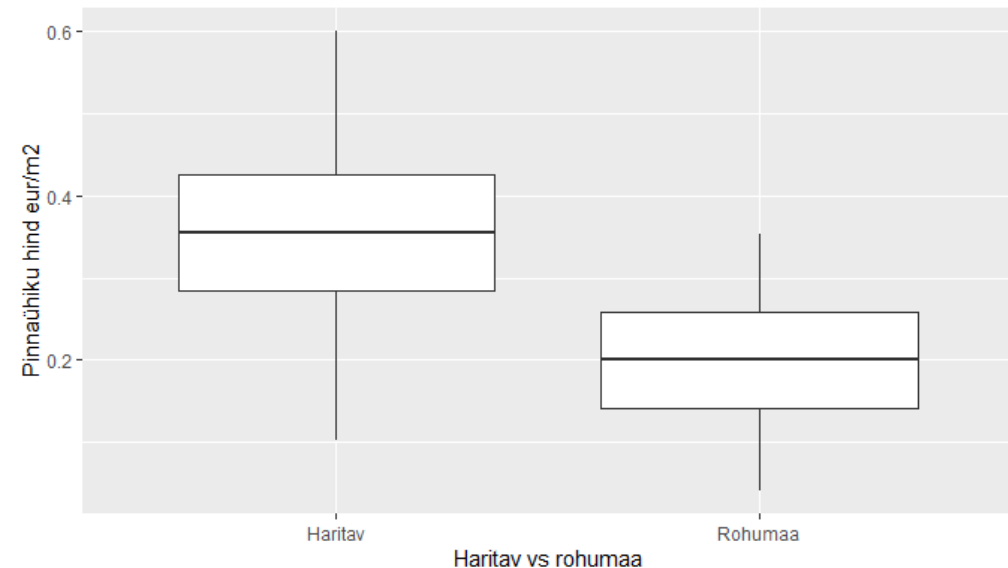 Pinnaühiku hind eur/m2
0.6
0.4
0.2
Haritav
Rohumaa
Haritav vs rohumaa